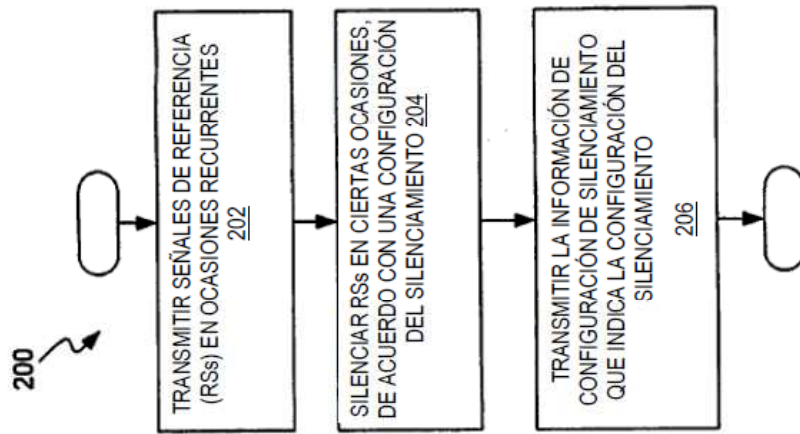 200
TRANSMITIR SEÑALES DE REFERENCIA
(RSs) EN OCASIONES RECURRENTES
202
SILENCIAR RSs EN CIERTAS OCASIONES,
DE ACUERDO CON UNA CONFIGURACIÓN
DEL SILENCIAMIENTO 204
TRANSMITIR LA INFORMACIÓN DE
CONFIGURACIÓN DE SILENCIAMIENTO
QUE INDICA LA CONFIGURACIÓN DEL
SILENCIAMIENTO
206